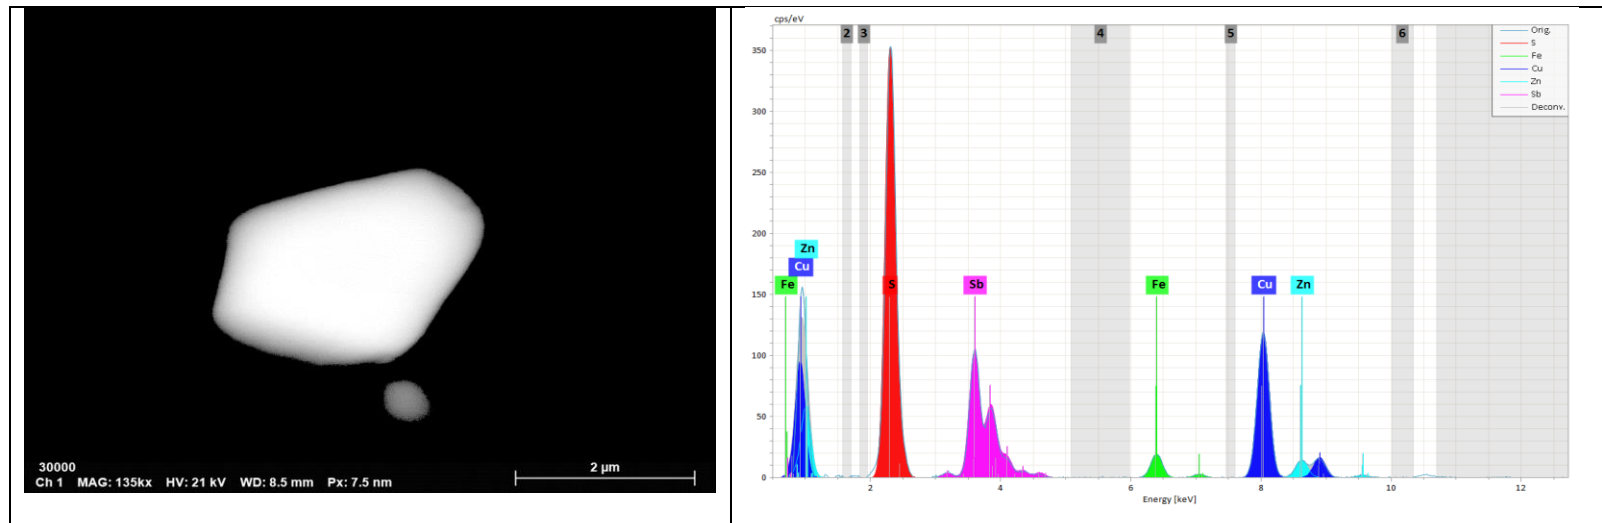 30000
Ch 1 MAG: 135kx HV: 21 kV WD: 8.5 mm Px: 7.5 nm
2 µm
cps/eV
2 3 4 5 6
Orig.
S
Fe
Cu
Zn
Sb
Deconv.
350
300
250
200
150
100
50
0
Zn
Cu
Fe S Sb Fe Cu Zn
2 4 6 8 10 12
Energy [keV]